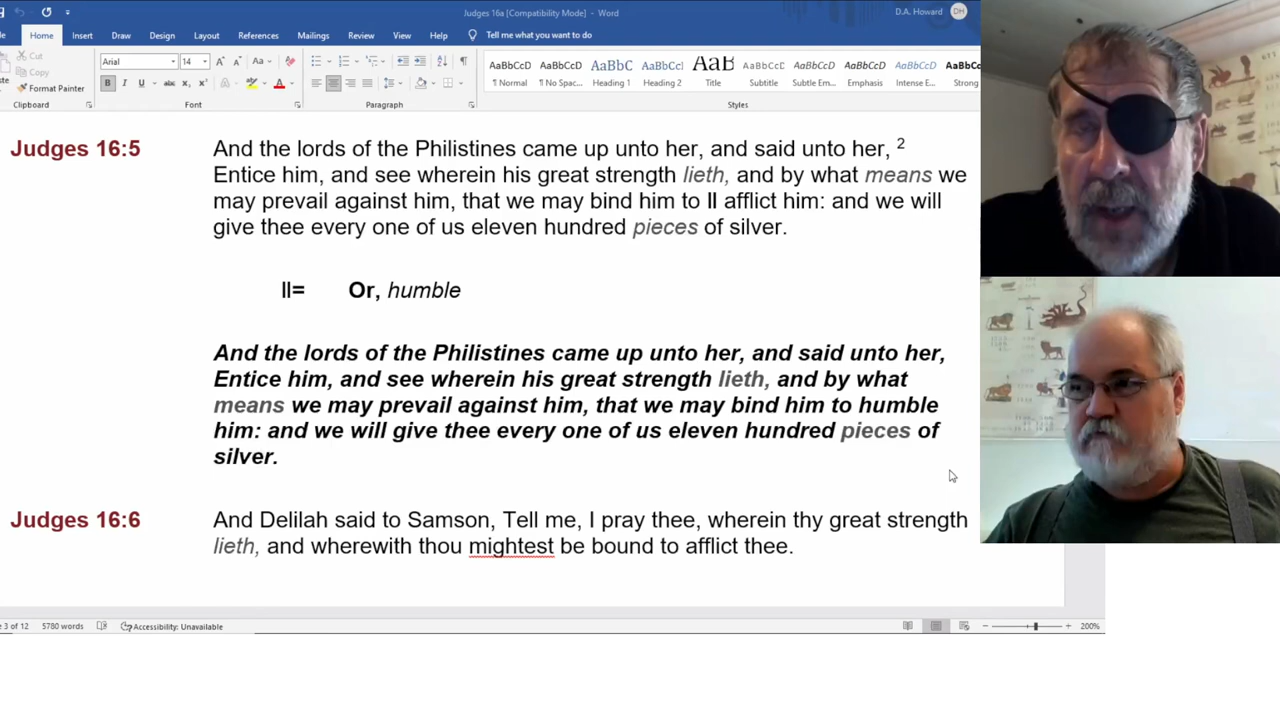 Judges 16a [Compatibility Mode] - Word
D.A. Howard DH
Home Insert Draw Design Layout References Mailings Review View Help Tell me what you want to do
Cut
Copy
Format Painter
Clipboard
Arial 14
Font
Paragraph
AaBbCcD AaBbCcD AaBbC AaBbCcI AaB AaBbCcD AaBbCcD AaBbCcD AaBbCcD AaBbCc
¶ Normal ¶ No Spac... Heading 1 Heading 2 Title Subtitle Subtle Em... Emphasis Intense E... Strong
Styles
Judges 16:5 And the lords of the Philistines came up unto her, and said unto her, 2
Entice him, and see wherein his great strength lieth, and by what means we
may prevail against him, that we may bind him to ǁ afflict him: and we will
give thee every one of us eleven hundred pieces of silver.
ǁ= Or, humble
And the lords of the Philistines came up unto her, and said unto her,
Entice him, and see wherein his great strength lieth, and by what
means we may prevail against him, that we may bind him to humble
him: and we will give thee every one of us eleven hundred pieces of
silver.
Judges 16:6 And Delilah said to Samson, Tell me, I pray thee, wherein thy great strength
lieth, and wherewith thou mightest be bound to afflict thee.
3 of 12 5780 words Accessibility: Unavailable 200%